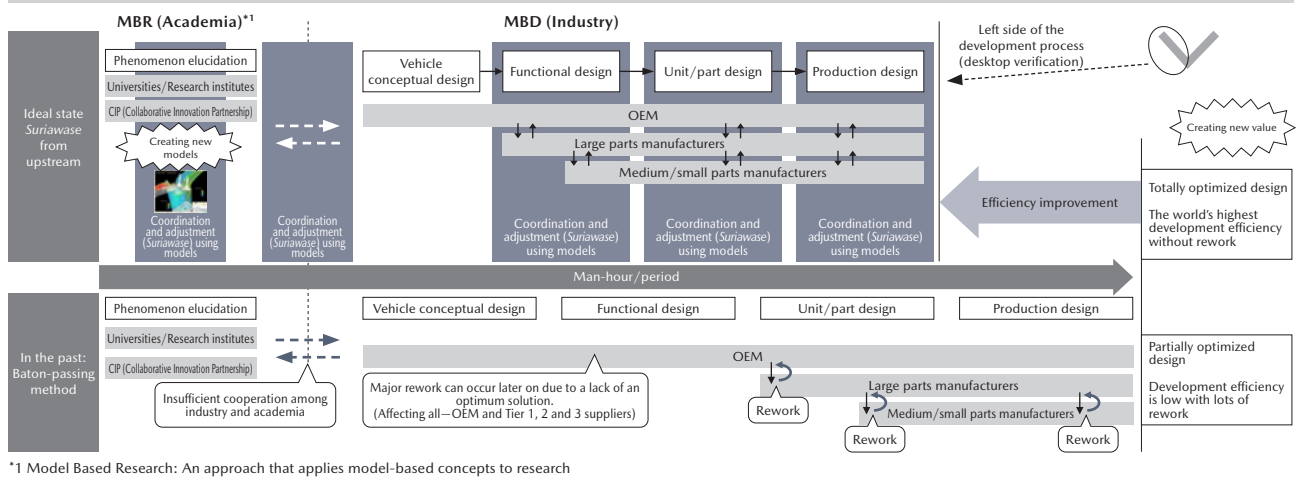 MBR (Academia)*1
MBD (Industry)
Ideal state
Suriawase
from
upstream
Phenomenon elucidation
Universities/Research institutes
CIP (Collaborative Innovation Partnership)
Creating new
models
Coordination
and adjustment
(Suriawase) using
models
Coordination
and adjustment
(Suriawase) using
models
Vehicle
conceptual design
Functional design
Unit/part design
Production design
OEM
Large parts manufacturers
Medium/small parts manufacturers
Coordination and
adjustment (Suriawase)
using models
Coordination and
adjustment (Suriawase)
using models
Coordination and
adjustment (Suriawase)
using models
Left side of the
development process
(desktop verification)
Creating new value
Efficiency improvement
Totally optimized design
The world's highest
development efficiency
without rework
Man-hour/period
In the past:
Baton-passing
method
Phenomenon elucidation
Universities/Research institutes
CIP (Collaborative Innovation Partnership)
Insufficient cooperation among
industry and academia
Vehicle conceptual design
Functional design
Unit/part design
Production design
OEM
Major rework can occur later on due to a lack of an
optimum solution.
(Affecting all—OEM and Tier 1, 2 and 3 suppliers)
Large parts manufacturers
Rework
Medium/small parts manufacturers
Rework
Rework
Partially optimized
design
Development efficiency
is low with lots of
rework
*1 Model Based Research: An approach that applies model-based concepts to research